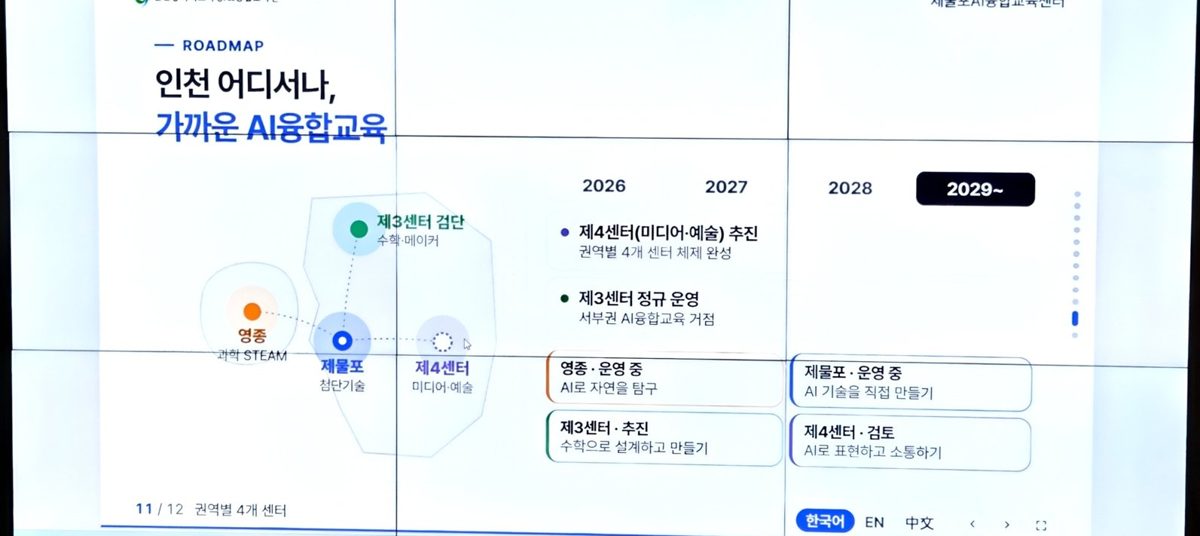 제물포AI융합교육센터
— ROADMAP
인천 어디서나,
가까운 AI융합교육
2026 2027 2028 2029~
제3센터 검단
수학·메이커
영종
과학 STEAM
제물포
첨단기술
제4센터
미디어·예술
제4센터(미디어·예술) 추진
권역별 4개 센터 체제 완성
제3센터 정규 운영
서부권 AI융합교육 거점
영종 · 운영 중
AI로 자연을 탐구
제물포 · 운영 중
AI 기술을 직접 만들기
제3센터 · 추진
수학으로 설계하고 만들기
제4센터 · 검토
AI로 표현하고 소통하기
11 / 12 권역별 4개 센터
한국어 EN 中文